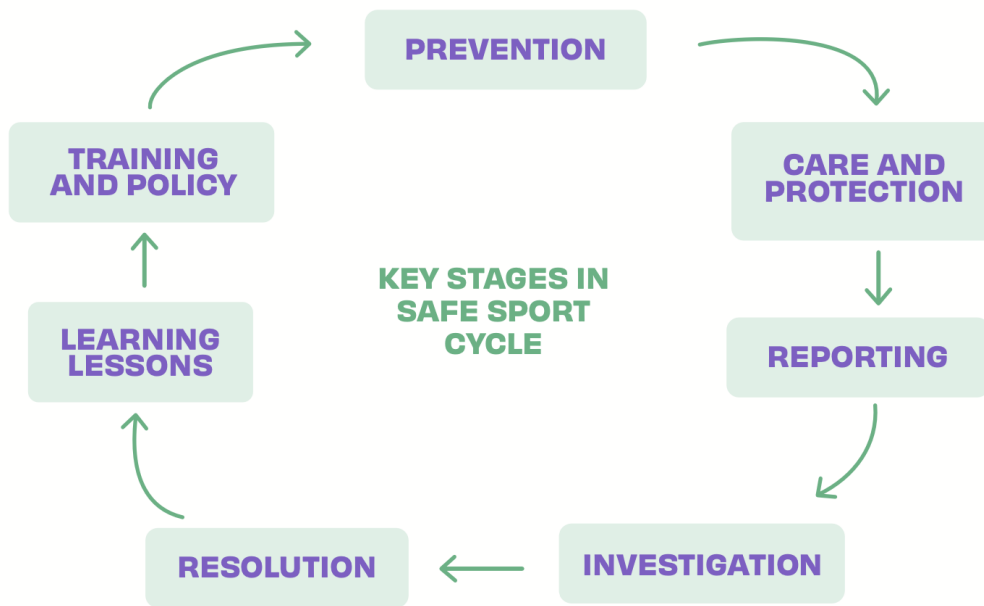 PREVENTION
TRAINING
AND POLICY
CARE AND
PROTECTION
KEY STAGES IN
SAFE SPORT
CYCLE
LEARNING
LESSONS
REPORTING
RESOLUTION
INVESTIGATION